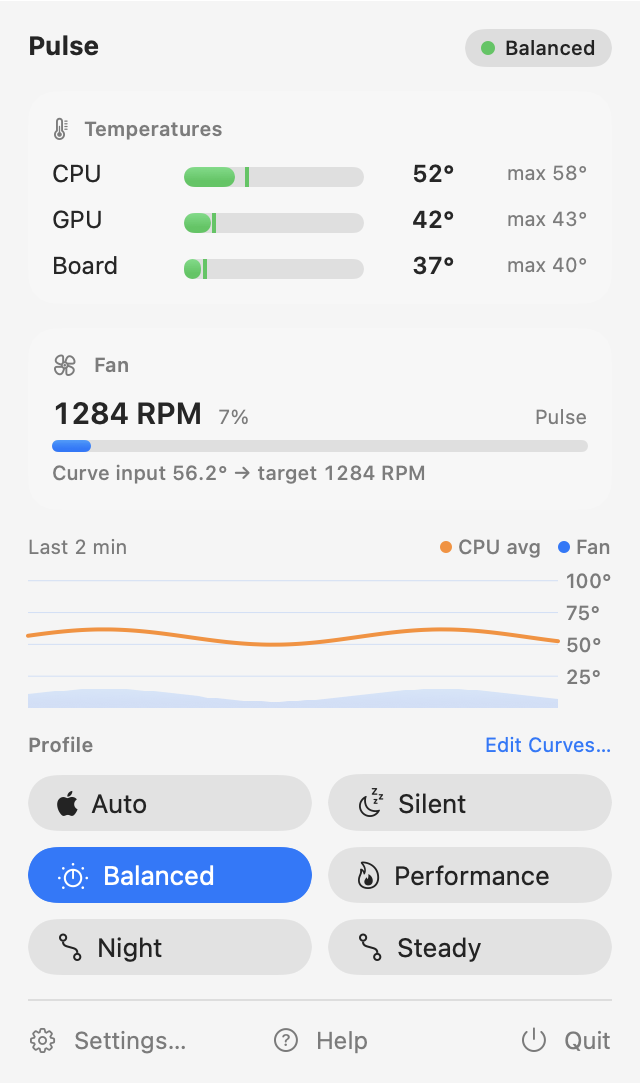 Pulse
Balanced
Temperatures
CPU 52° max 58°
GPU 42° max 43°
Board 37° max 40°
Fan
1284 RPM 7% Pulse
Curve input 56.2° → target 1284 RPM
Last 2 min CPU avg Fan
100°
75°
50°
25°
Profile Edit Curves...
Auto Silent
Balanced Performance
Night Steady
Settings... Help Quit